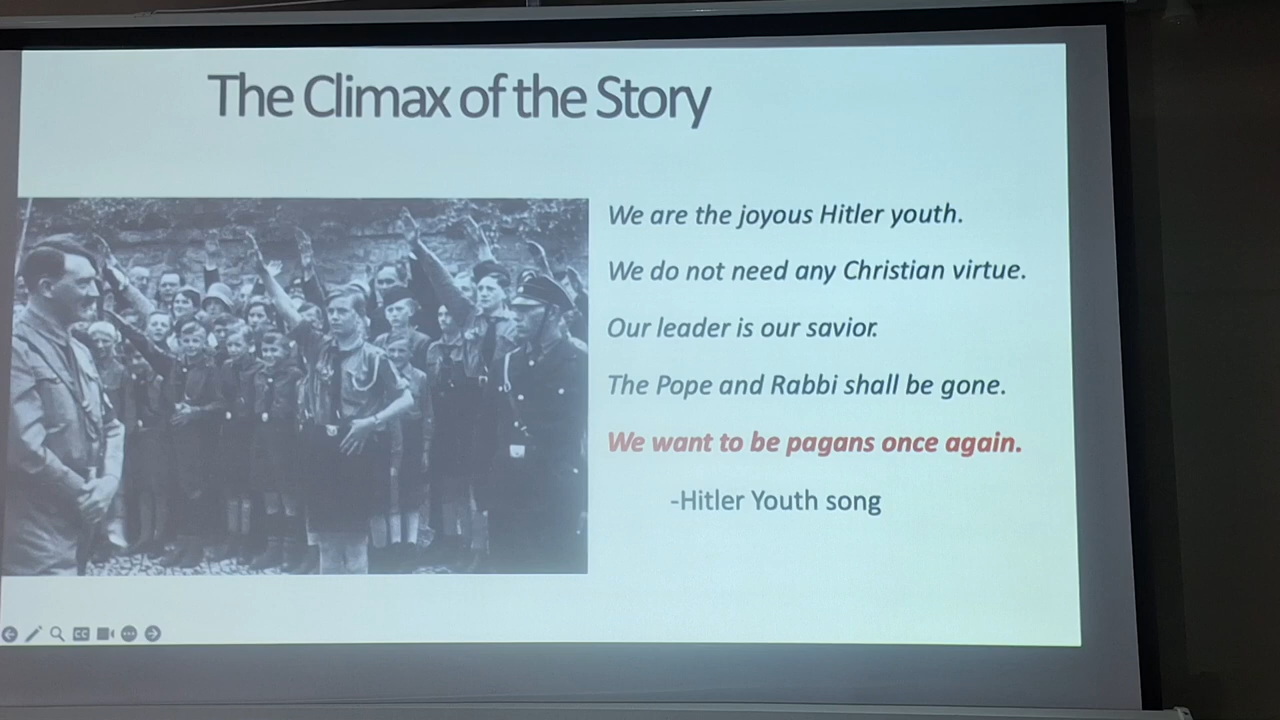 The Climax of the Story
We are the joyous Hitler youth.
We do not need any Christian virtue.
Our leader is our savior.
The Pope and Rabbi shall be gone.
We want to be pagans once again.
-Hitler Youth song
CC